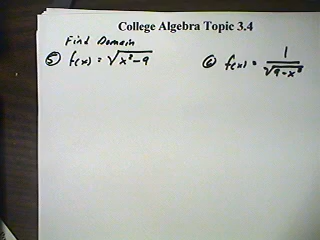 College Algebra Topic 3.4
Find Domain
⑤ f(x) = √(x²-9)
⑥ f(x) = 1/√(9-x²)